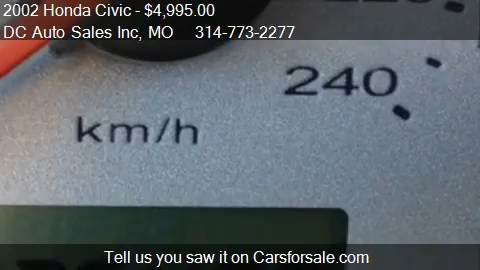 2002 Honda Civic - $4,995.00
DC Auto Sales Inc, MO 314-773-2277
240
km/h
Tell us you saw it on Carsforsale.com